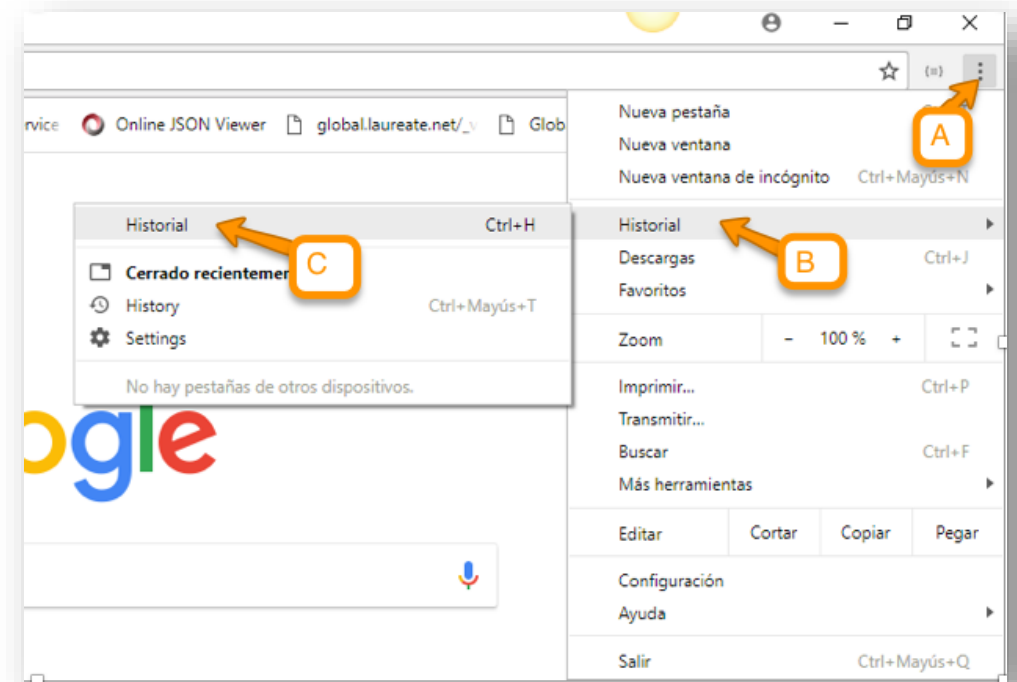 rvice Online JSON Viewer global.laureate.net/_v Glob
Nueva pestaña
A
Nueva ventana
Nueva ventana de incógnito Ctrl+Mayús+N
Historial Ctrl+H
C
Cerrado recientemen
History Ctrl+Mayús+T
Settings
No hay pestañas de otros dispositivos.
Historial
B
Descargas Ctrl+J
Favoritos
Zoom - 100 % +
Imprimir... Ctrl+P
Transmitir...
Buscar Ctrl+F
Más herramientas
Editar Cortar Copiar Pegar
Configuración
Ayuda
Salir Ctrl+Mayús+Q
ogle